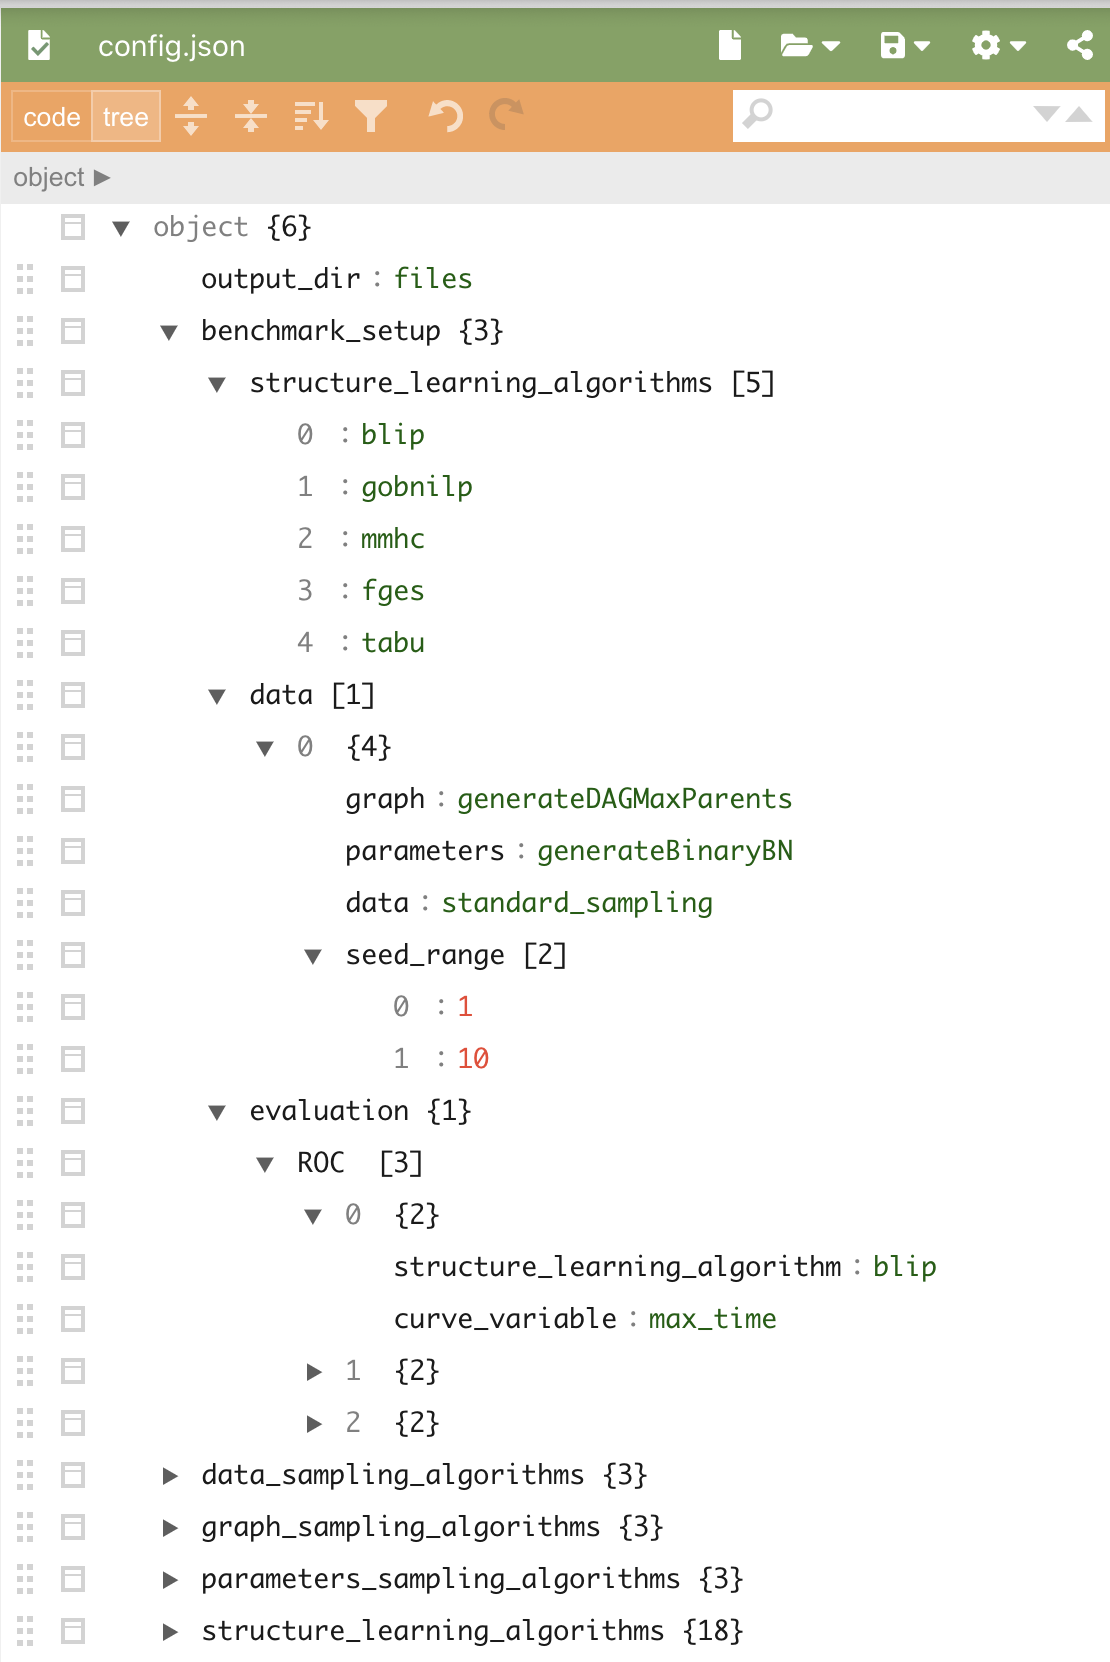 config.json
code tree
object ▶
▼ object {6}
output_dir : files
▼ benchmark_setup {3}
▼ structure_learning_algorithms [5]
0 : blip
1 : gobnilp
2 : mmhc
3 : fges
4 : tabu
▼ data [1]
▼ 0 {4}
graph : generateDAGMaxParents
parameters : generateBinaryBN
data : standard_sampling
▼ seed_range [2]
0 : 1
1 : 10
▼ evaluation {1}
▼ ROC [3]
▼ 0 {2}
structure_learning_algorithm : blip
curve_variable : max_time
▶ 1 {2}
▶ 2 {2}
▶ data_sampling_algorithms {3}
▶ graph_sampling_algorithms {3}
▶ parameters_sampling_algorithms {3}
▶ structure_learning_algorithms {18}